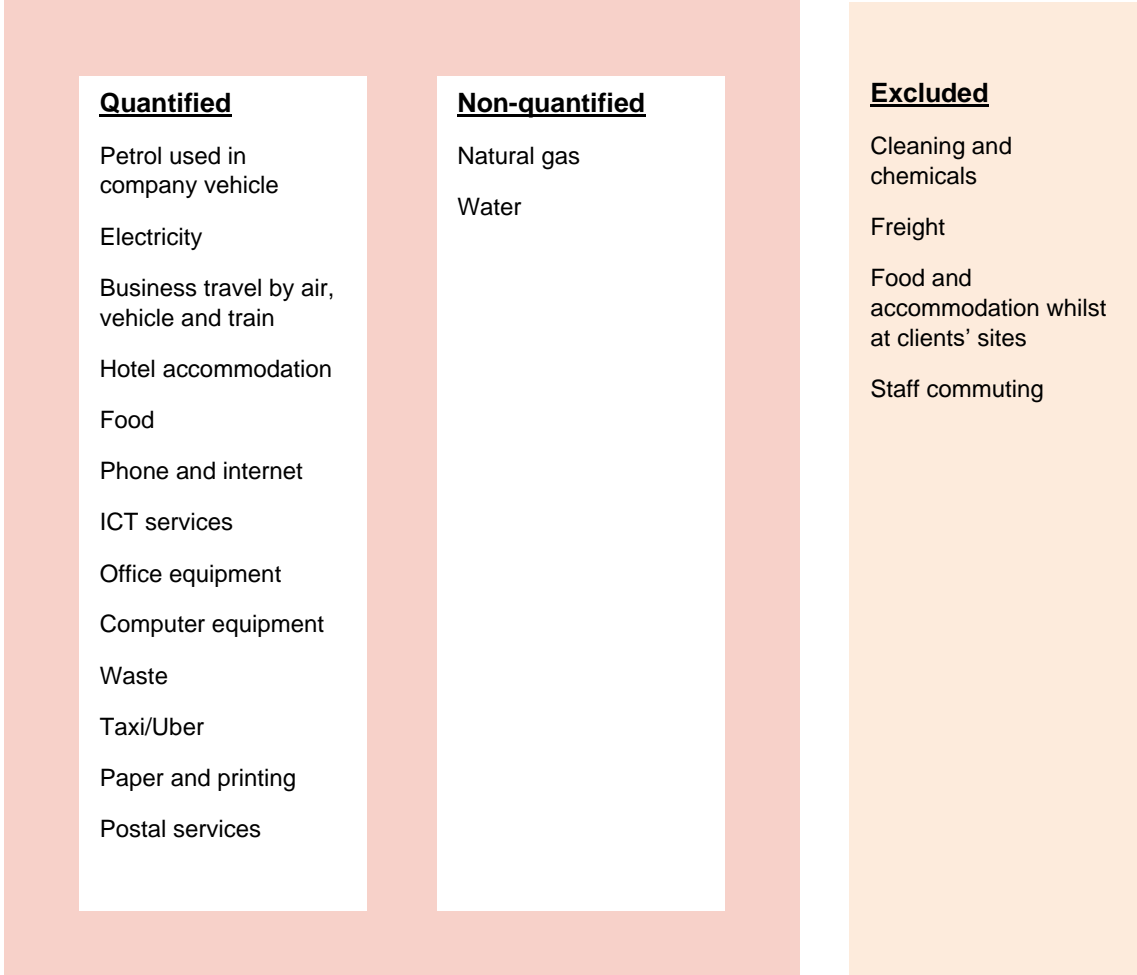 Quantified
Petrol used in
company vehicle
Electricity
Business travel by air,
vehicle and train
Hotel accommodation
Food
Phone and internet
ICT services
Office equipment
Computer equipment
Waste
Taxi/Uber
Paper and printing
Postal services
Non-quantified
Natural gas
Water
Excluded
Cleaning and
chemicals
Freight
Food and
accommodation whilst
at clients’ sites
Staff commuting